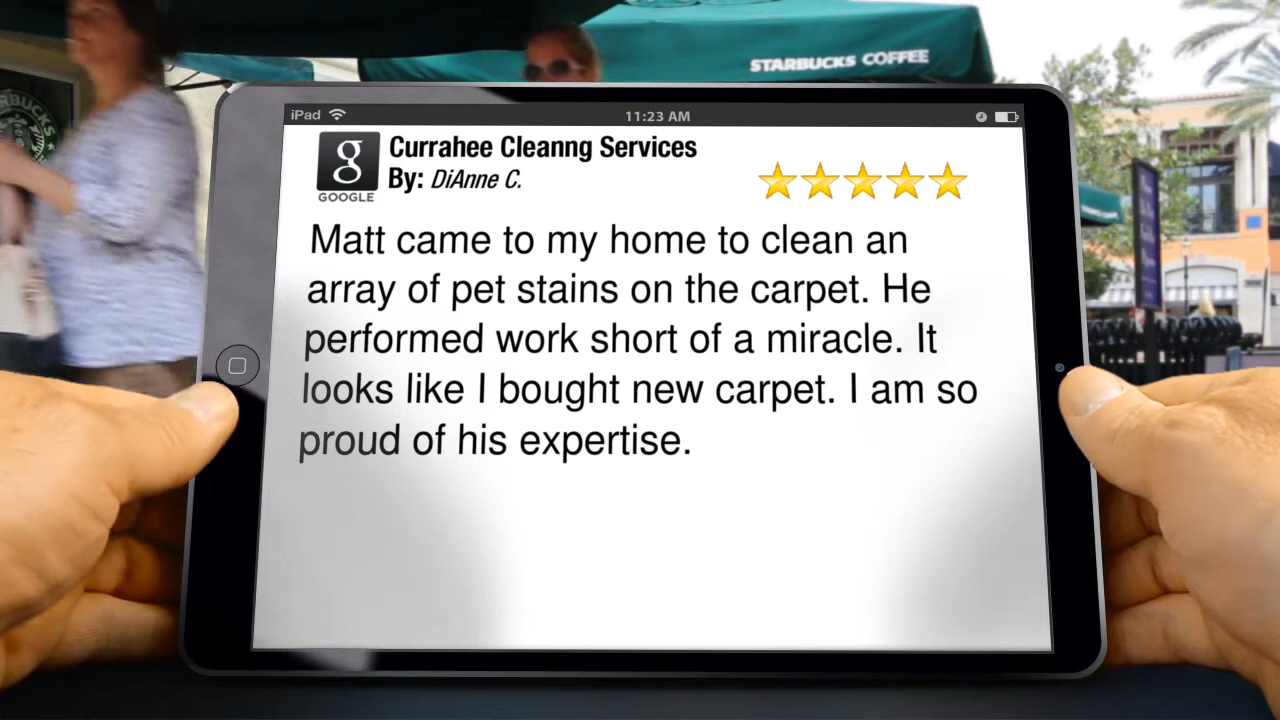 STARBUCKS COFFEE
iPad 11:23 AM
g
GOOGLE
Currahee Cleanng Services
By: DiAnne C.
Matt came to my home to clean an
array of pet stains on the carpet. He
performed work short of a miracle. It
looks like I bought new carpet. I am so
proud of his expertise.